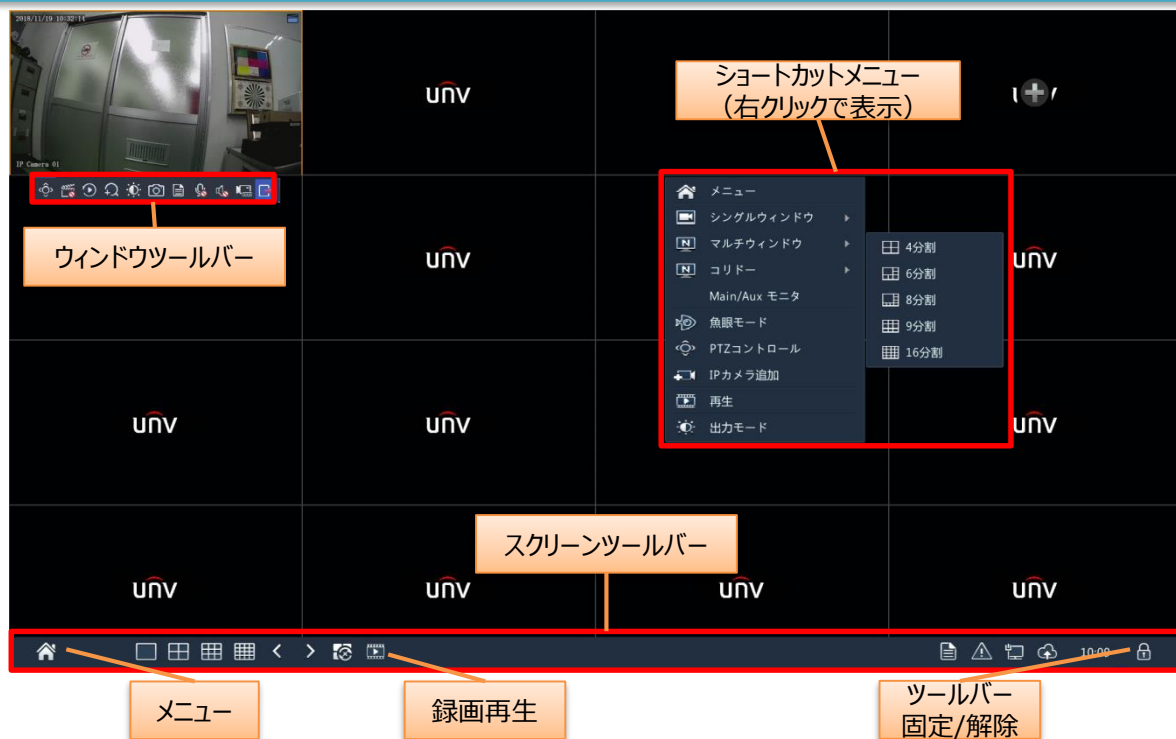 2018/11/19 10:32:14
unv
ショートカットメニュー
(右クリックで表示)
IP Camera 01
ウィンドウツールバー
unv
メニュー
シングルウィンドウ
マルチウィンドウ
コリドー
Main/Aux モニタ
魚眼モード
PTZコントロール
IPカメラ追加
再生
出力モード
4分割
6分割
8分割
9分割
16分割
unv
unv
unv
unv
スクリーンツールバー
unv
unv
unv
unv
メニュー
録画再生
ツールバー
固定/解除